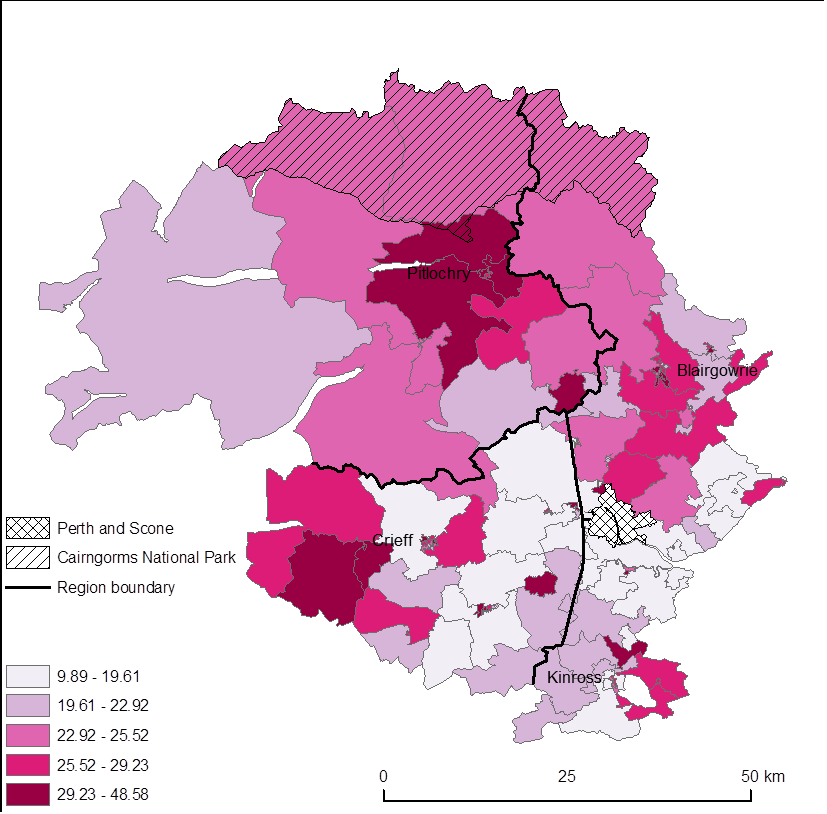 Pitlochry
Blairgowrie
Crieff
Kinross
Perth and Scone
Cairngorms National Park
Region boundary
9.89 - 19.61
19.61 - 22.92
22.92 - 25.52
25.52 - 29.23
29.23 - 48.58
0 25 50 km